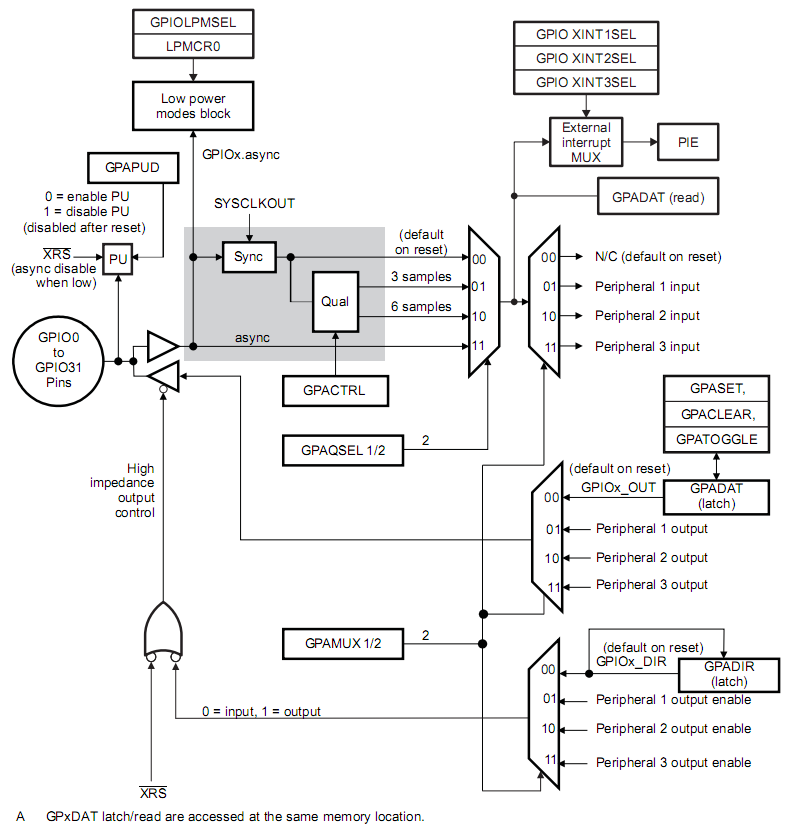 GPIOLPMSEL
LPMCR0
Low power
modes block
GPIOx.async
GPAPUD
0 = enable PU
1 = disable PU
(disabled after reset)
XRS
(async disable
when low)
PU
GPIO0
to
GPIO31
Pins
SYSCLKOUT
Sync
Qual
(default
on reset)
3 samples
6 samples
async
GPACTRL
00
01
10
11
GPAQSEL 1/2
2
GPIO XINT1SEL
GPIO XINT2SEL
GPIO XINT3SEL
External
interrupt
MUX
PIE
GPADAT (read)
00
N/C (default on reset)
01
Peripheral 1 input
10
Peripheral 2 input
11
Peripheral 3 input
GPASET,
GPACLEAR,
GPATOGGLE
GPADAT
(latch)
(default on reset)
GPIOx_OUT
00
01
Peripheral 1 output
10
Peripheral 2 output
11
Peripheral 3 output
High
impedance
output
control
GPAMUX 1/2
2
(default on reset)
GPIOx_DIR
GPADIR
(latch)
00
01
Peripheral 1 output enable
10
Peripheral 2 output enable
11
Peripheral 3 output enable
0 = input, 1 = output
XRS
A GPxDAT latch/read are accessed at the same memory location.